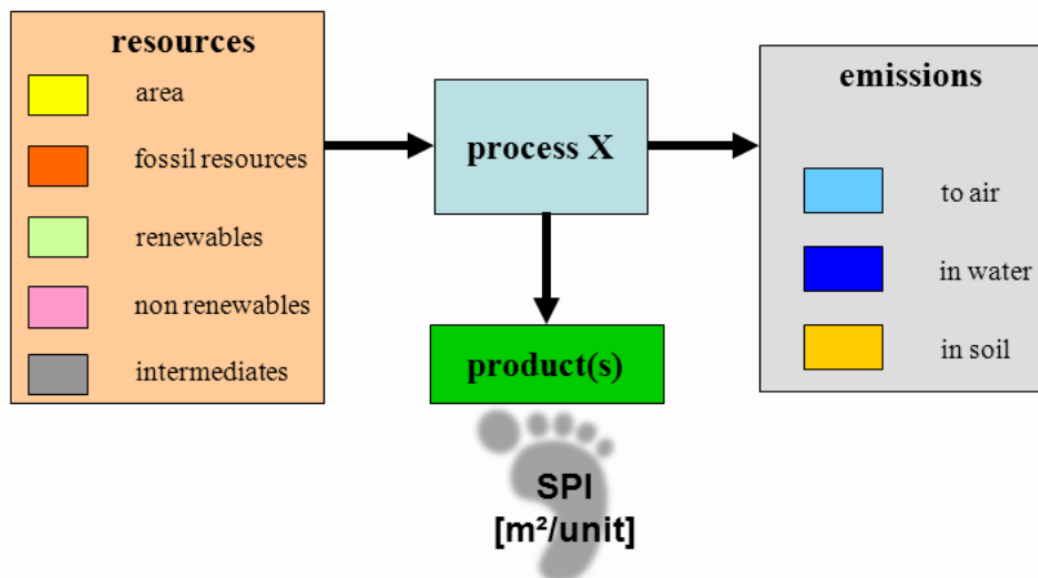 resources
area
fossil resources
renewables
non renewables
intermediates
process X
product(s)
SPI
[m²/unit]
emissions
to air
in water
in soil